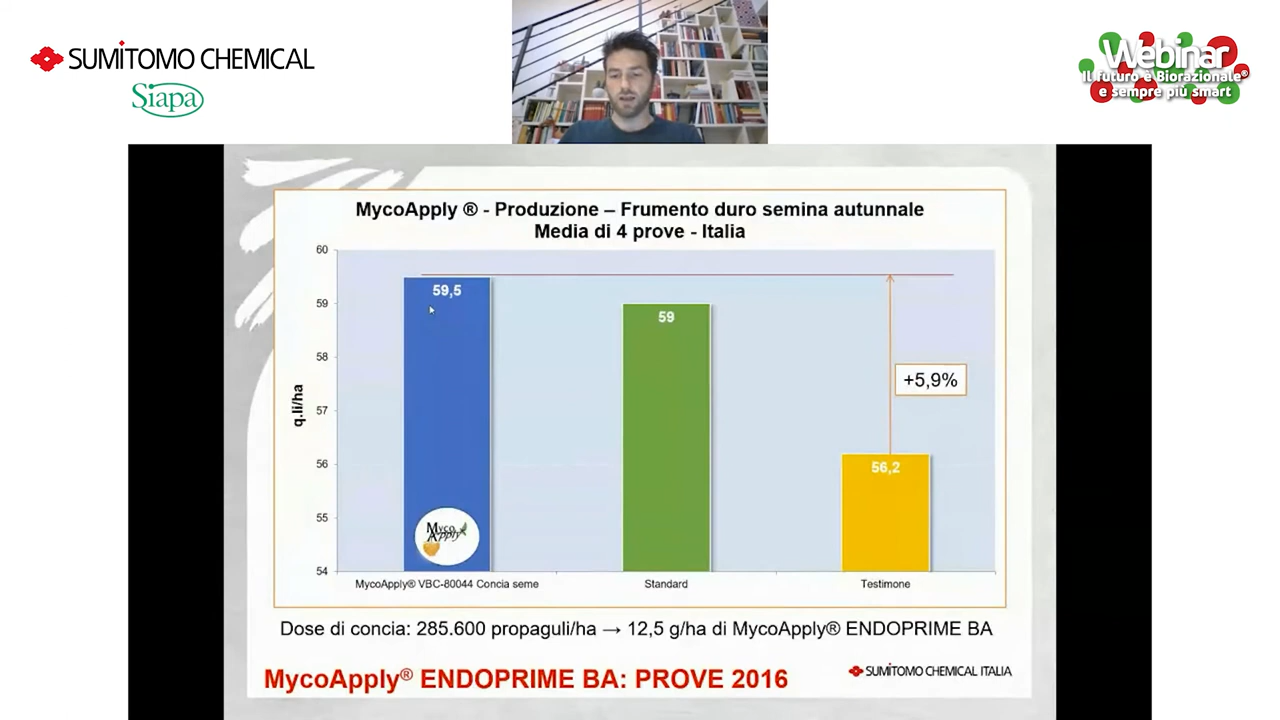 SUMITOMO CHEMICAL
Siapa
Webinar
Il futuro è Biorazionale®
e sempre più smart
MycoApply ® - Produzione – Frumento duro semina autunnale
Media di 4 prove - Italia
60
59
58
57
56
55
54
q.li/ha
59,5
59
56,2
+5,9%
Myco
Apply
MycoApply® VBC-80044 Concia seme
Standard
Testimone
Dose di concia: 285.600 propaguli/ha → 12,5 g/ha di MycoApply® ENDOPRIME BA
MycoApply® ENDOPRIME BA: PROVE 2016
SUMITOMO CHEMICAL ITALIA